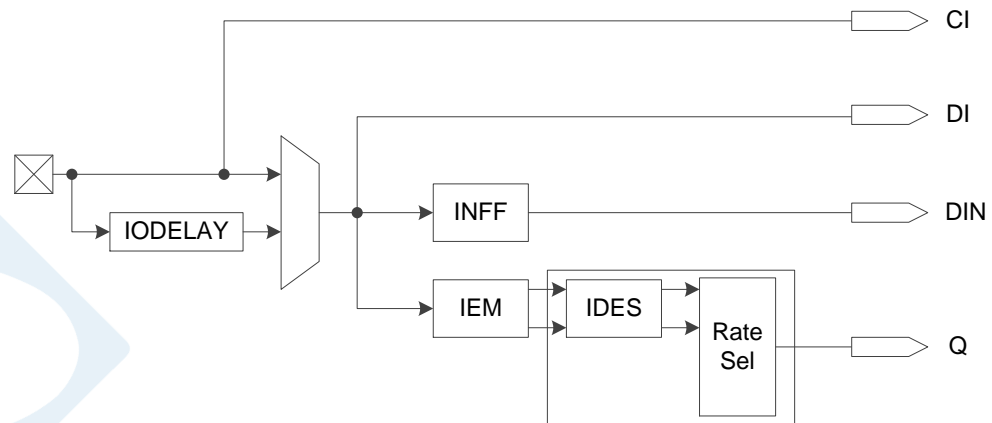 CI
DI
IODELAY
INFF
DIN
IEM
IDES
Rate
Sel
Q